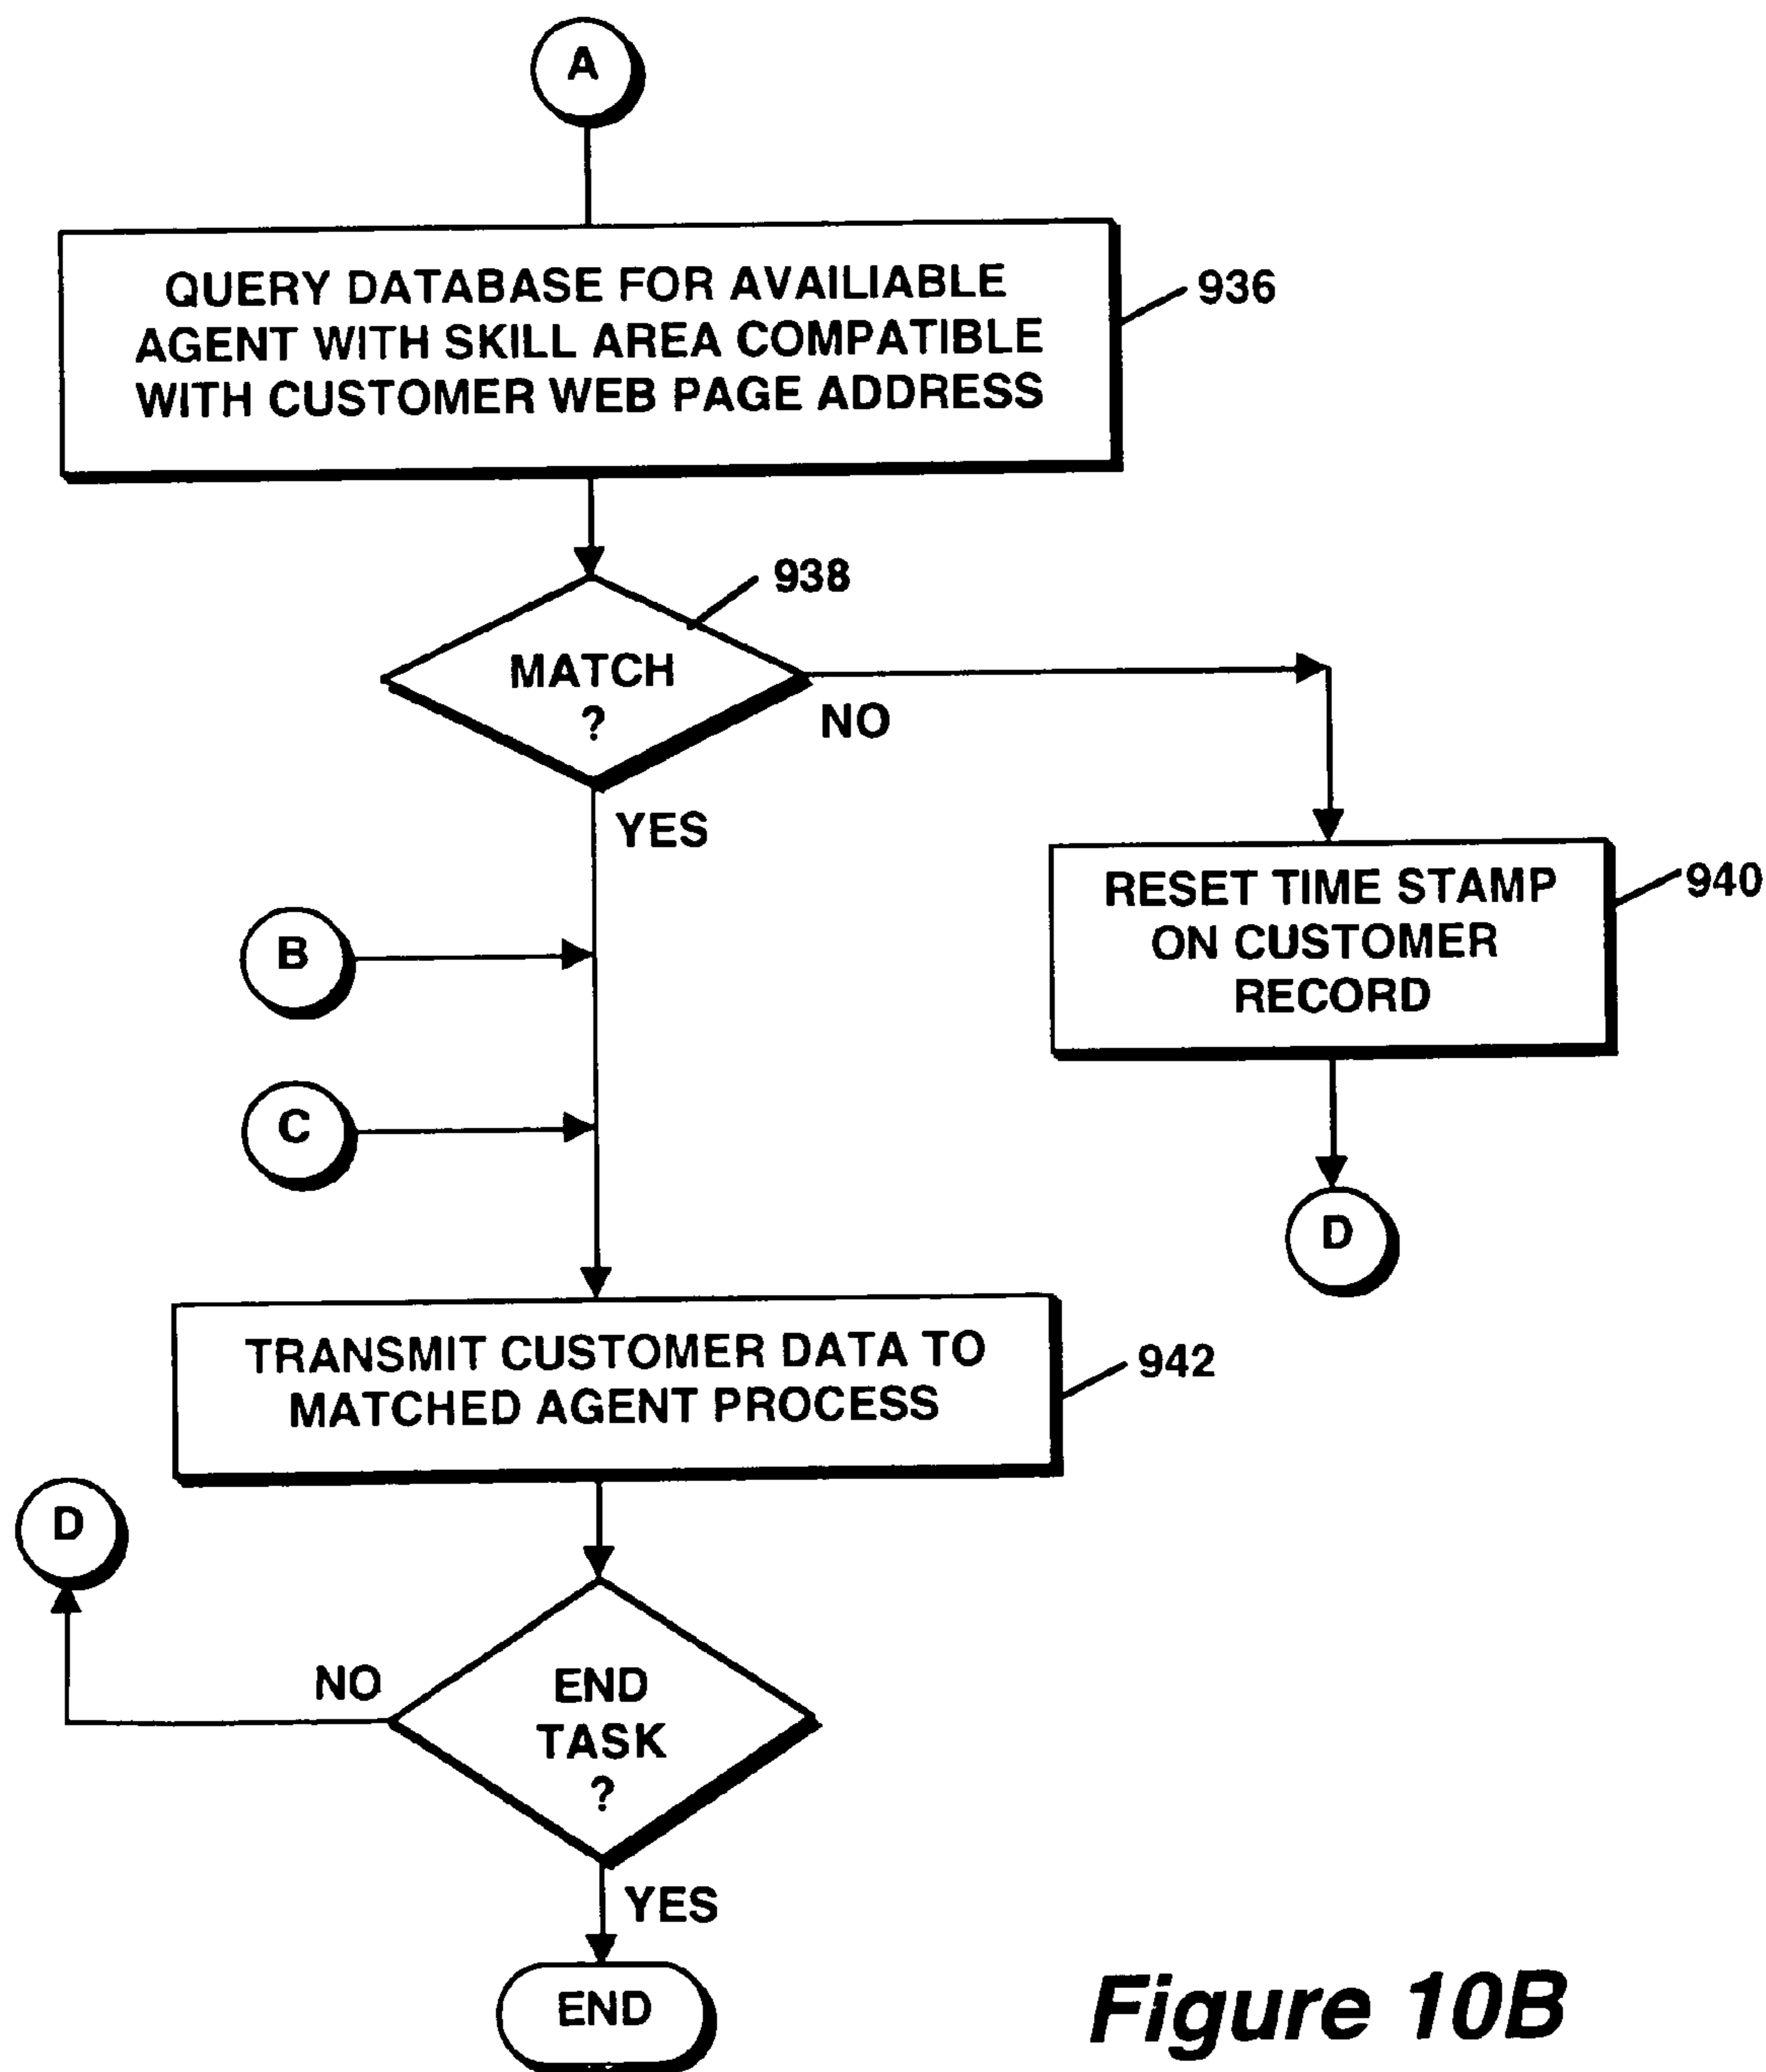 A
QUERY DATABASE FOR AVAILIABLE
AGENT WITH SKILL AREA COMPATIBLE
WITH CUSTOMER WEB PAGE ADDRESS
936
938
MATCH
?
NO
YES
RESET TIME STAMP
ON CUSTOMER
RECORD
940
B
C
D
TRANSMIT CUSTOMER DATA TO
MATCHED AGENT PROCESS
942
D
NO
END
TASK
?
YES
END
Figure 10B